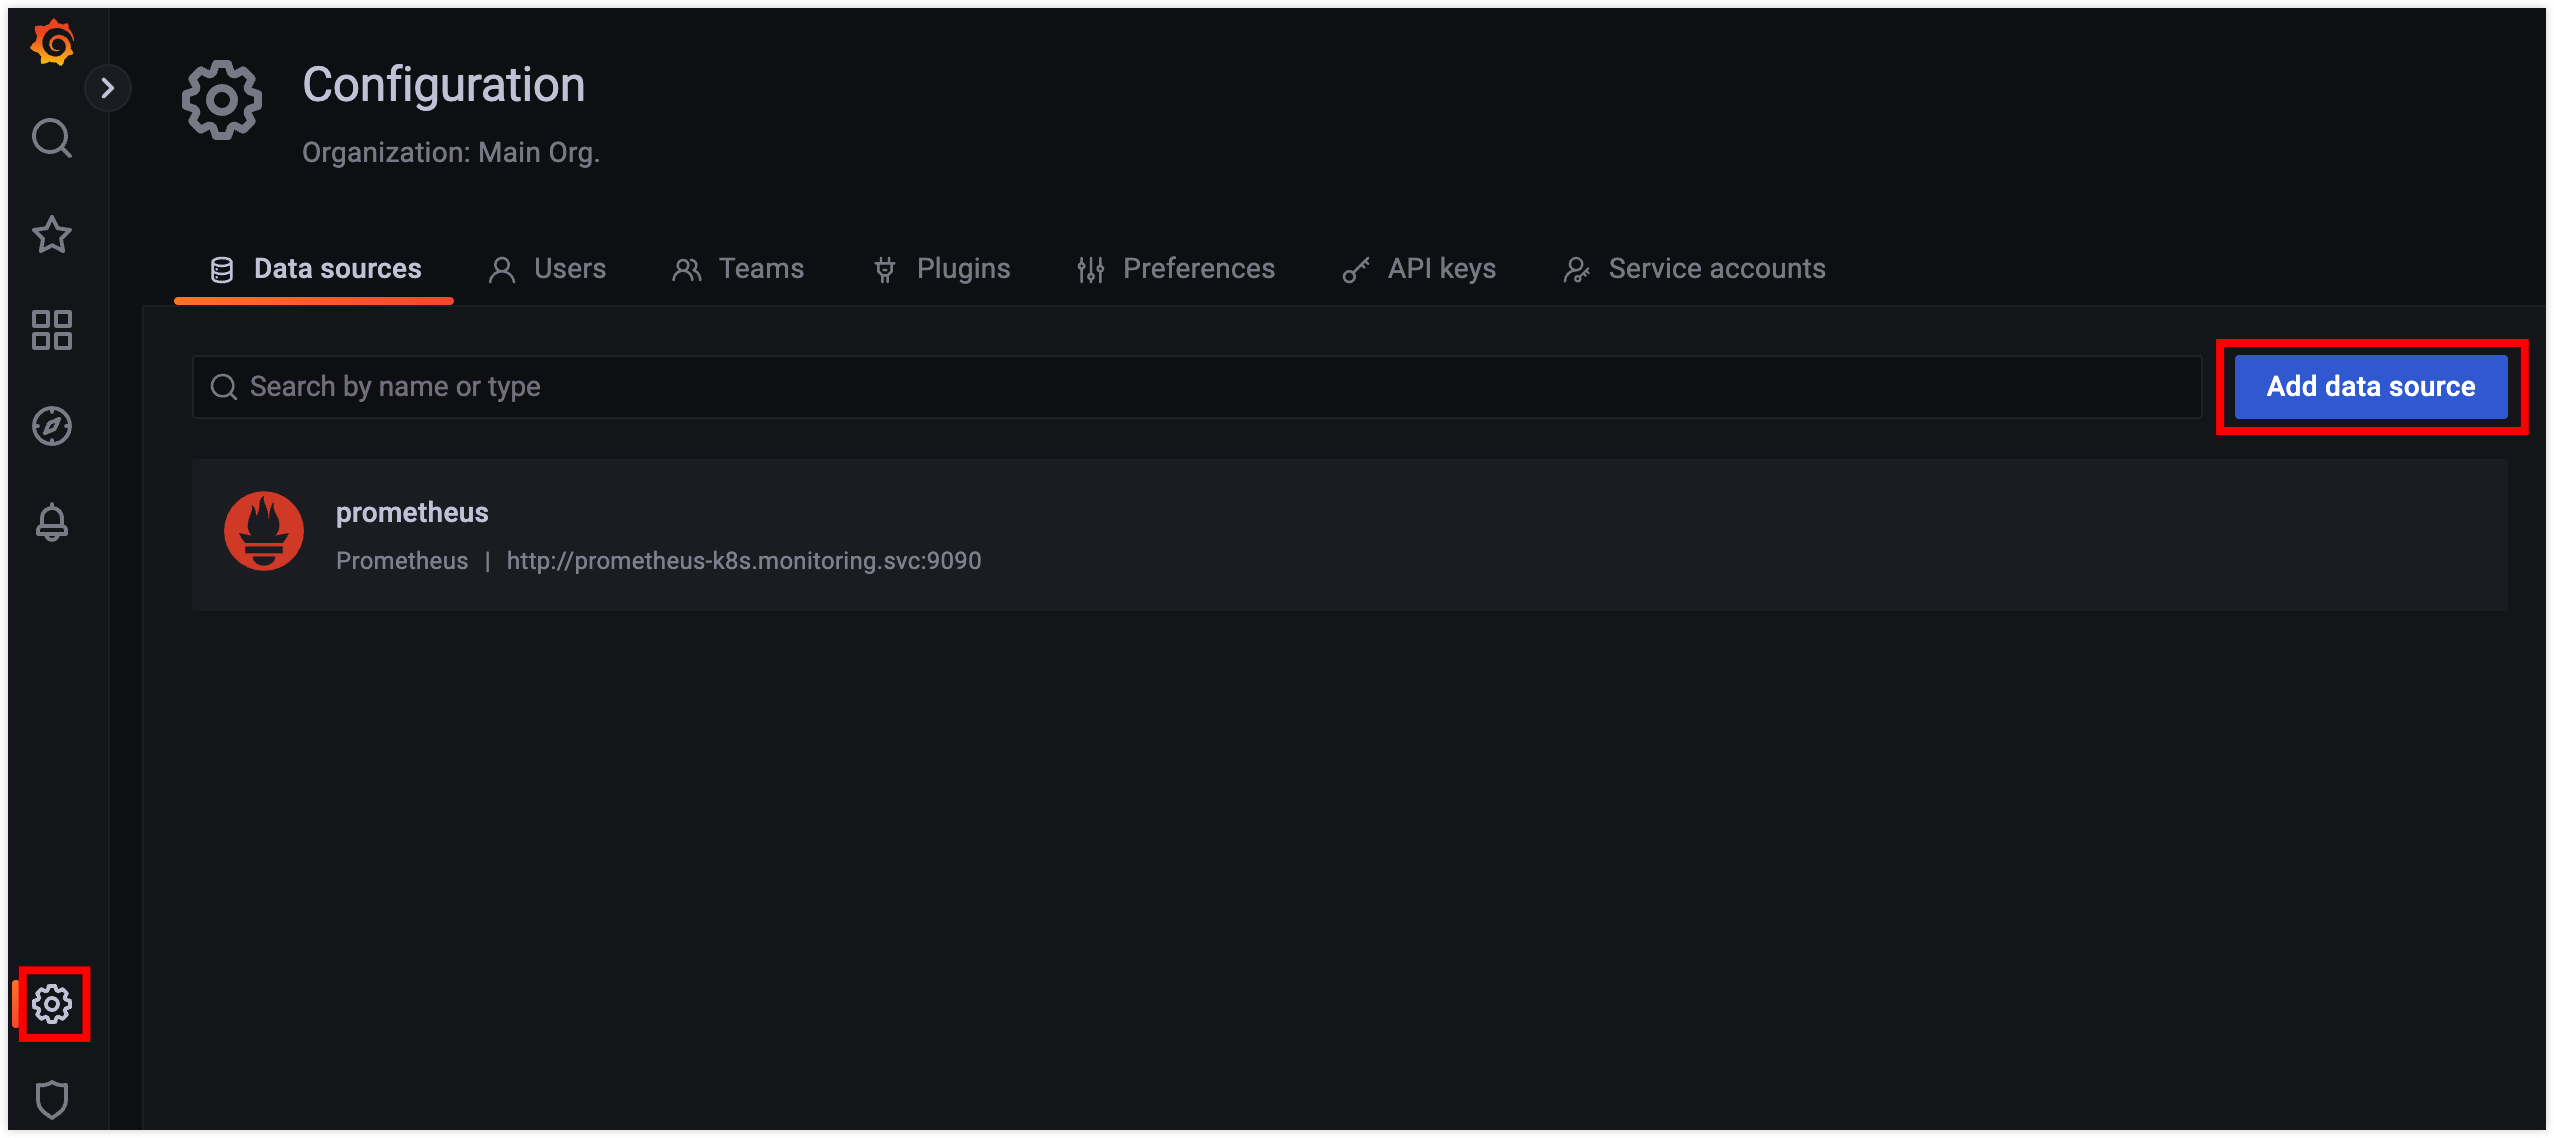 Configuration
Organization: Main Org.
Data sources Users Teams Plugins Preferences API keys Service accounts
Search by name or type Add data source
prometheus
Prometheus | http://prometheus-k8s.monitoring.svc:9090